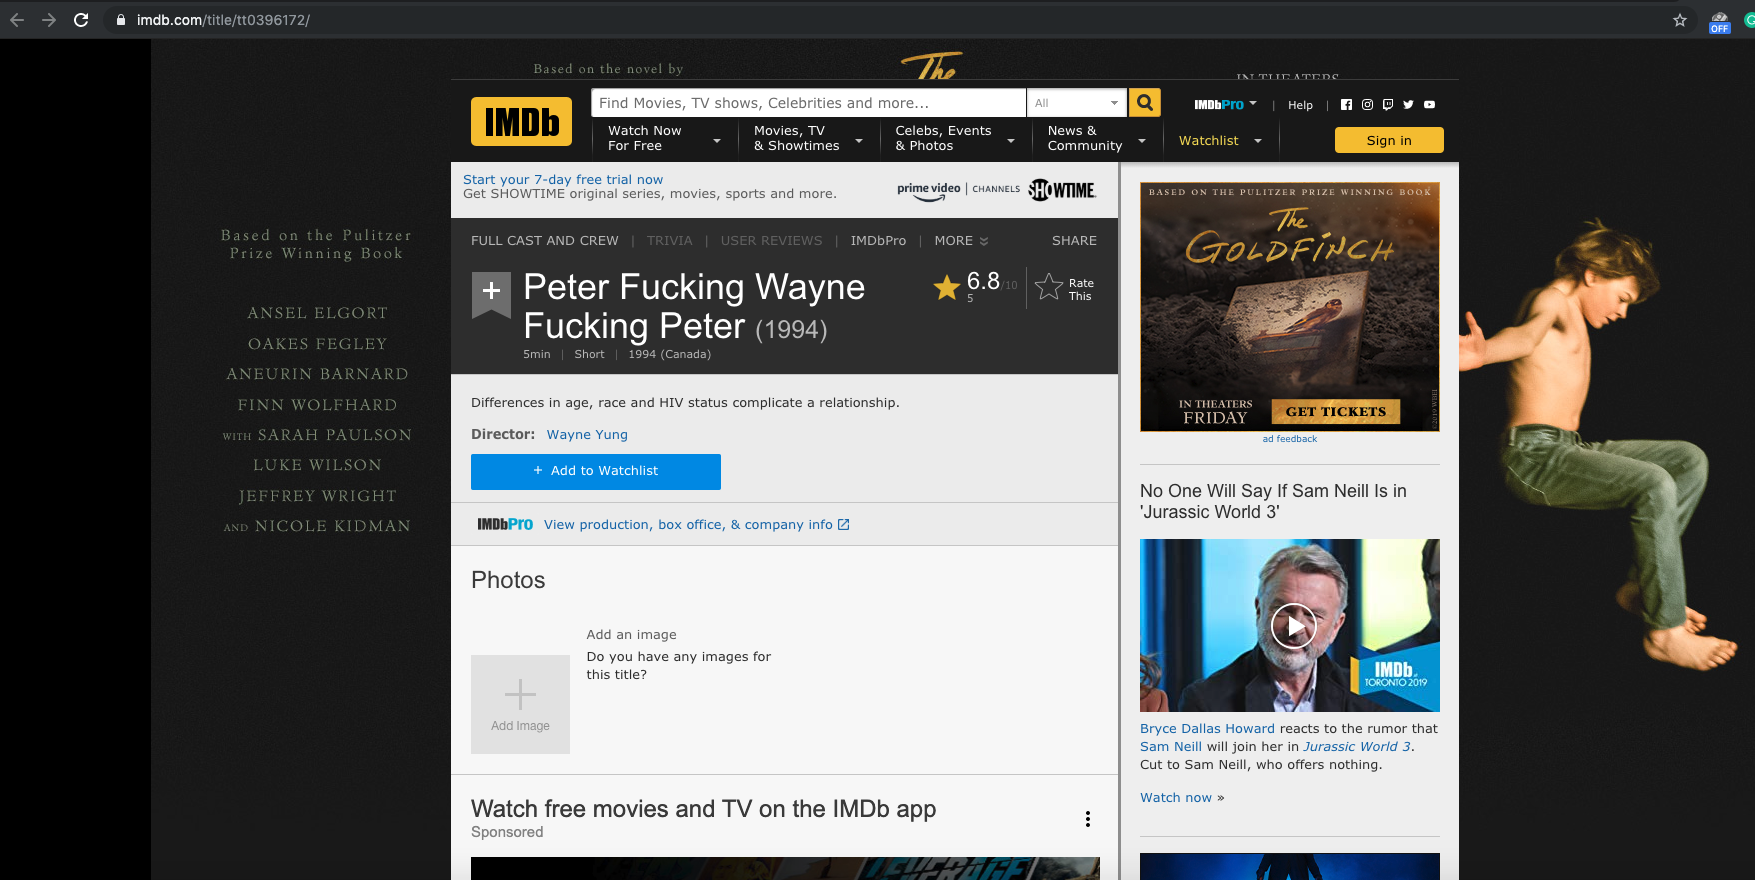 imdb.com/title/tt0396172/
OFF
Based on the novel by
The
IN THEATERS
IMDb
Find Movies, TV shows, Celebrities and more...
All
IMDbPro | Help |
Watch Now
For Free
Movies, TV
& Showtimes
Celebs, Events
& Photos
News &
Community
Watchlist
Sign in
Based on the Pulitzer
Prize Winning Book
ANSEL ELGORT
OAKES FEGLEY
ANEURIN BARNARD
FINN WOLFHARD
WITH SARAH PAULSON
LUKE WILSON
JEFFREY WRIGHT
AND NICOLE KIDMAN
Start your 7-day free trial now
Get SHOWTIME original series, movies, sports and more.
prime video | CHANNELS SHOWTIME
FULL CAST AND CREW | TRIVIA | USER REVIEWS | IMDbPro | MORE SHARE
Peter Fucking Wayne
Fucking Peter (1994)
5min | Short | 1994 (Canada)
6.8/10
5
Rate
This
Differences in age, race and HIV status complicate a relationship.
Director: Wayne Yung
+ Add to Watchlist
IMDbPro View production, box office, & company info
Photos
Add an image
Do you have any images for
this title?
Add Image
Watch free movies and TV on the IMDb app
Sponsored
BASED ON THE PULITZER PRIZE WINNING BOOK
The
GOLDFINCH
IN THEATERS
FRIDAY
GET TICKETS
©2019 WBEI
ad feedback
No One Will Say If Sam Neill Is in
'Jurassic World 3'
IMDb at
TORONTO 2019
Bryce Dallas Howard reacts to the rumor that
Sam Neill will join her in Jurassic World 3.
Cut to Sam Neill, who offers nothing.
Watch now »